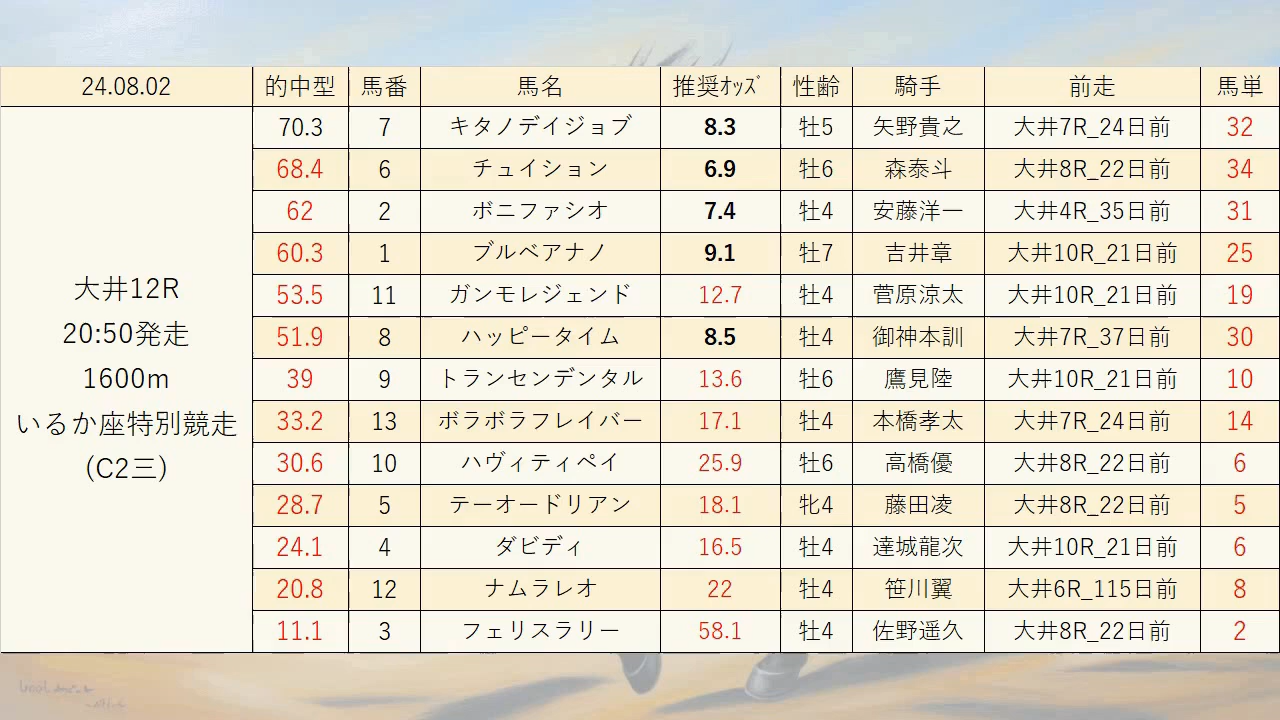 24.08.02 的中型 馬番 馬名 推奨ｵｯｽﾞ 性齢 騎手 前走 馬単
大井12R
20:50発走
1600m
いるか座特別競走
(C2三)
70.3 7 キタノデイジョブ 8.3 牡5 矢野貴之 大井7R_24日前 32
68.4 6 チュイション 6.9 牡6 森泰斗 大井8R_22日前 34
62 2 ボニファシオ 7.4 牡4 安藤洋一 大井4R_35日前 31
60.3 1 ブルベアナノ 9.1 牡7 吉井章 大井10R_21日前 25
53.5 11 ガンモレジェンド 12.7 牡4 菅原涼太 大井10R_21日前 19
51.9 8 ハッピータイム 8.5 牡4 御神本訓 大井7R_37日前 30
39 9 トランセンデンタル 13.6 牡6 鷹見陸 大井10R_21日前 10
33.2 13 ボラボラフレイバー 17.1 牡4 本橋孝太 大井7R_24日前 14
30.6 10 ハヴィティペイ 25.9 牡6 高橋優 大井8R_22日前 6
28.7 5 テーオードリアン 18.1 牝4 藤田凌 大井8R_22日前 5
24.1 4 ダビディ 16.5 牡4 達城龍次 大井10R_21日前 6
20.8 12 ナムラレオ 22 牡4 笹川翼 大井6R_115日前 8
11.1 3 フェリスラリー 58.1 牡4 佐野遥久 大井8R_22日前 2